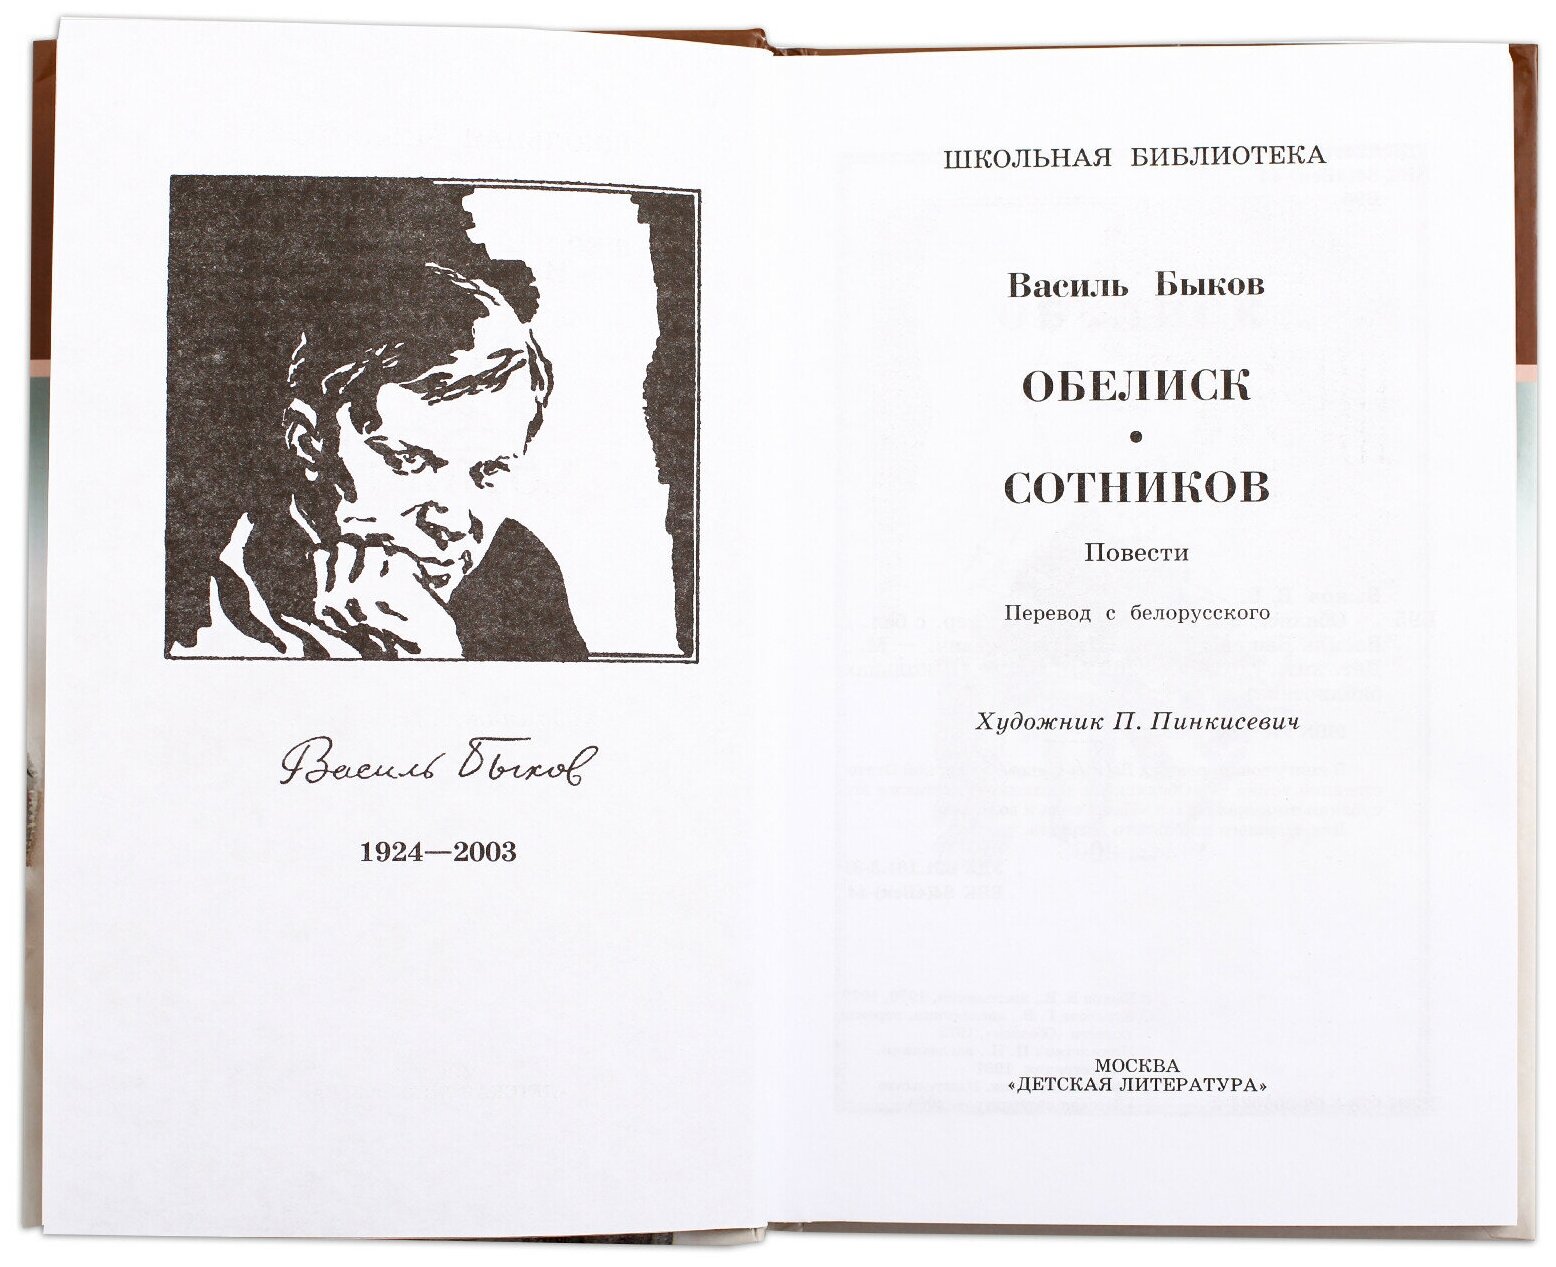 Василь Быков
1924—2003
ШКОЛЬНАЯ БИБЛИОТЕКА
Василь Быков
ОБЕЛИСК
•
СОТНИКОВ
Повести
Перевод с белорусского
Художник П. Пинкисевич
МОСКВА
«ДЕТСКАЯ ЛИТЕРАТУРА»